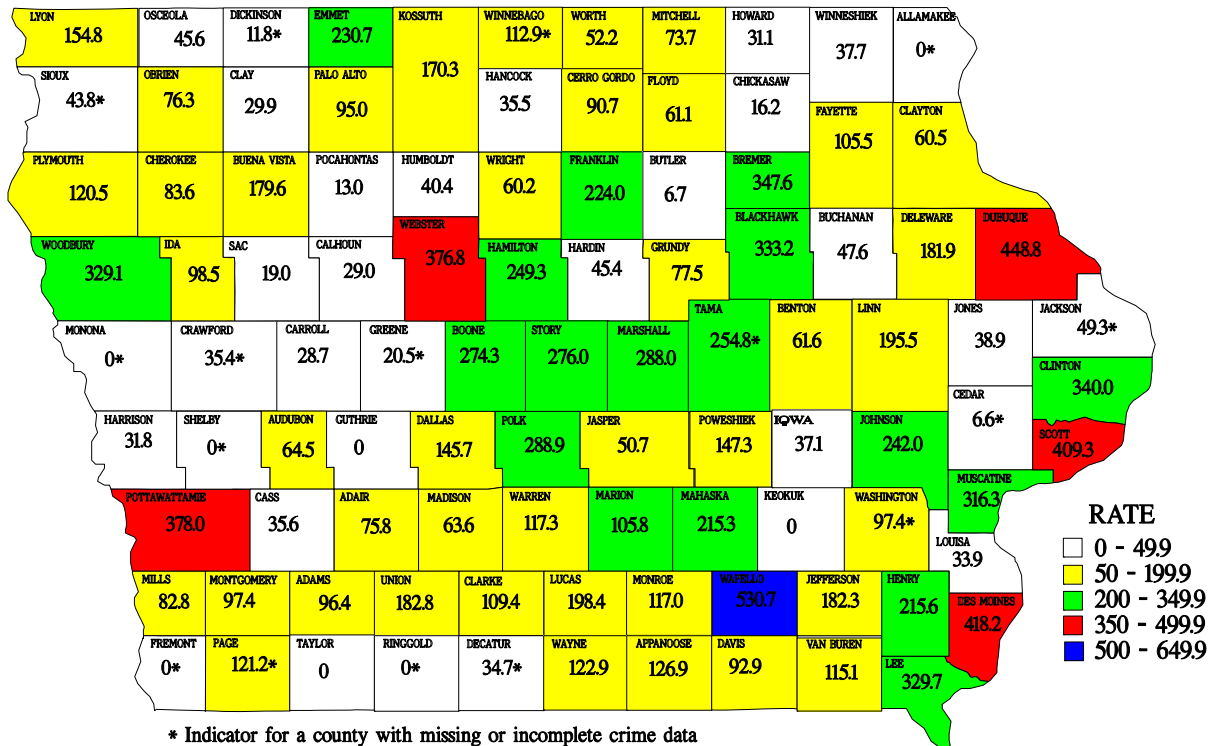 LYON OSCEOLA DICKINSON EMMET KOSSUTH WINNEBAGO WORTH MITCHELL HOWARD WINNESHIEK ALLAMAKEE
154.8 45.6 11.8* 230.7 170.3 112.9* 52.2 73.7 31.1 37.7 0*
SIOUX OBRIEN CLAY PALO ALTO HANCOCK CERRO GORDO FLOYD CHICKASAW
43.8* 76.3 29.9 95.0 35.5 90.7 61.1 16.2
FAYETTE CLAYTON
105.5 60.5
PLYMOUTH CHEROKEE BUENA VISTA POCAHONTAS HUMBOLDT WRIGHT FRANKLIN BUTLER BREMER
120.5 83.6 179.6 13.0 40.4 60.2 224.0 6.7 347.6
WEBSTER BLACKHAWK BUCHANAN DELEWARE DUBUQUE
376.8 333.2 47.6 181.9 448.8
WOODBURY IDA SAC CALHOUN HAMILTON HARDIN GRUNDY
329.1 98.5 19.0 29.0 249.3 45.4 77.5
TAMA BENTON LINN JONES JACKSON
254.8* 61.6 195.5 38.9 49.3*
MONONA CRAWFORD CARROLL GREENE BOONE STORY MARSHALL
0* 35.4* 28.7 20.5* 274.3 276.0 288.0
CLINTON
340.0
CEDAR
6.6*
HARRISON SHELBY AUDUBON GUTHRIE DALLAS POLK JASPER POWESHIEK IOWA JOHNSON SCOTT
31.8 0* 64.5 0 145.7 288.9 50.7 147.3 37.1 242.0 409.3
MUSCATINE
316.3
POTTAWATTAMIE CASS ADAIR MADISON WARREN MARION MAHASKA KEOKUK WASHINGTON
378.0 35.6 75.8 63.6 117.3 105.8 215.3 0 97.4*
LOUISA
33.9
MILLS MONTGOMERY ADAMS UNION CLARKE LUCAS MONROE WAPELLO JEFFERSON HENRY DES MOINES
82.8 97.4 96.4 182.8 109.4 198.4 117.0 530.7 182.3 215.6 418.2
FREMONT PAGE TAYLOR RINGGOLD DECATUR WAYNE APPANOOSE DAVIS VAN BUREN LEE
0* 121.2* 0 0* 34.7* 122.9 126.9 92.9 115.1 329.7
RATE
0 - 49.9
50 - 199.9
200 - 349.9
350 - 499.9
500 - 649.9
* Indicator for a county with missing or incomplete crime data